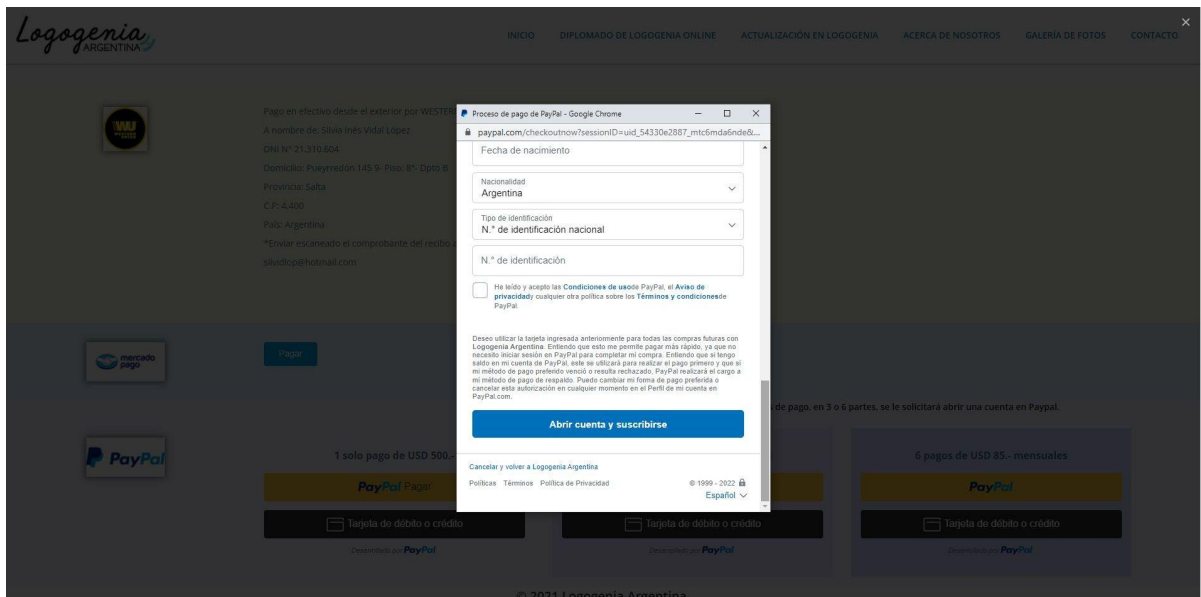 Logogenia
ARGENTINA
INICIO
DIPLOMADO DE LOGOGENIA ONLINE
ACTUALIZACIÓN EN LOGOGENIA
ACERCA DE NOSOTROS
GALERÍA DE FOTOS
CONTACTO
WU
Pago en efectivo desde el exterior por WESTER
A nombre de: Silvia Inés Vidal López
DNI N° 21.310.604
Domicilio: Pueyrredón 145 9- Piso: 8°- Dpto B
Provincia: Salta
C.P: 4.400
País: Argentina
*Enviar escaneado el comprobante del recibo a
silvidlop@hotmail.com
mercado
pago
Pagar
Proceso de pago de PayPal - Google Chrome
paypal.com/checkoutnow?sessionID=uid_54330e2887_mtc6mda6nde&...
Fecha de nacimiento
Nacionalidad
Argentina
Tipo de identificación
N.° de identificación nacional
N.° de identificación
He leído y acepto las Condiciones de usode PayPal, el Aviso de
privacidady cualquier otra política sobre los Términos y condicionesde
PayPal.
Deseo utilizar la tarjeta ingresada anteriormente para todas las compras futuras con
Logogenia Argentina. Entiendo que esto me permite pagar más rápido, ya que no
necesito iniciar sesión en PayPal para completar mi compra. Entiendo que si tengo
saldo en mi cuenta de PayPal, este se utilizará para realizar el pago primero y que si
mi método de pago preferido venció o resulta rechazado, PayPal realizará el cargo a
mi método de pago de respaldo. Puedo cambiar mi forma de pago preferida o
cancelar esta autorización en cualquier momento en el Perfil de mi cuenta en
PayPal.com.
Abrir cuenta y suscribirse
Cancelar y volver a Logogenia Argentina
Políticas Términos Política de Privacidad
© 1999 - 2022
Español
de pago, en 3 o 6 partes, se le solicitará abrir una cuenta en Paypal.
PayPal
1 solo pago de USD 500.-
PayPal Pagar
Tarjeta de débito o crédito
Desarrollado por PayPal
Tarjeta de débito o crédito
Desarrollado por PayPal
6 pagos de USD 85.- mensuales
PayPal
Tarjeta de débito o crédito
Desarrollado por PayPal
© 2021 Logogenia Argentina